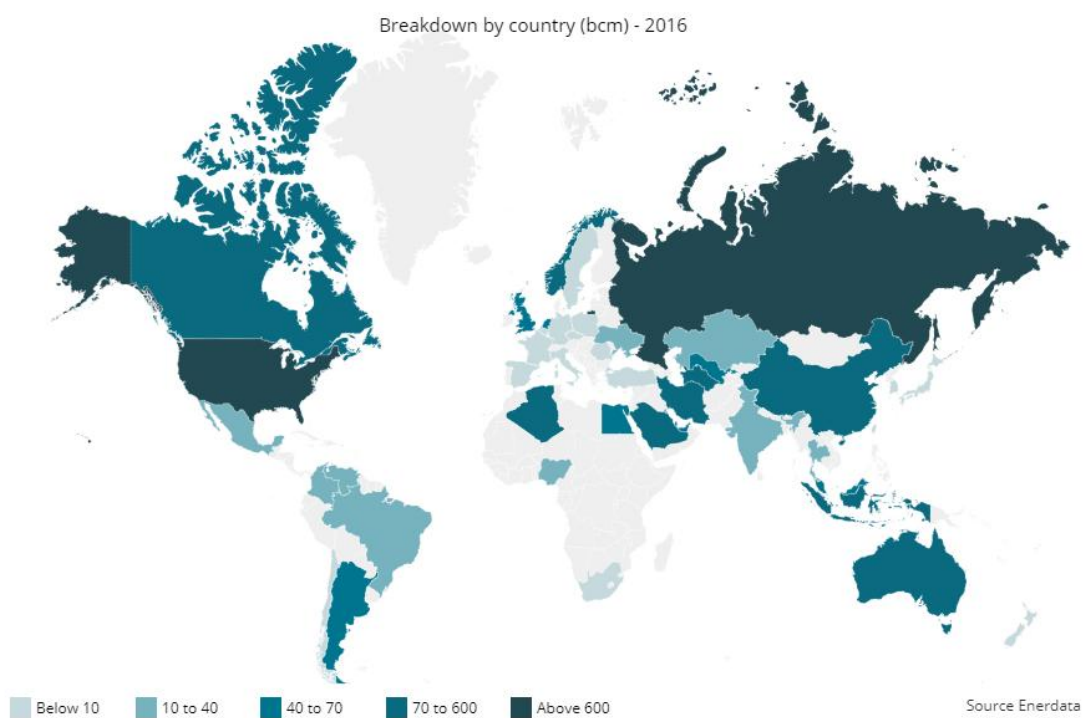 Breakdown by country (bcm) - 2016
Below 10
10 to 40
40 to 70
70 to 600
Above 600
Source Enerdata